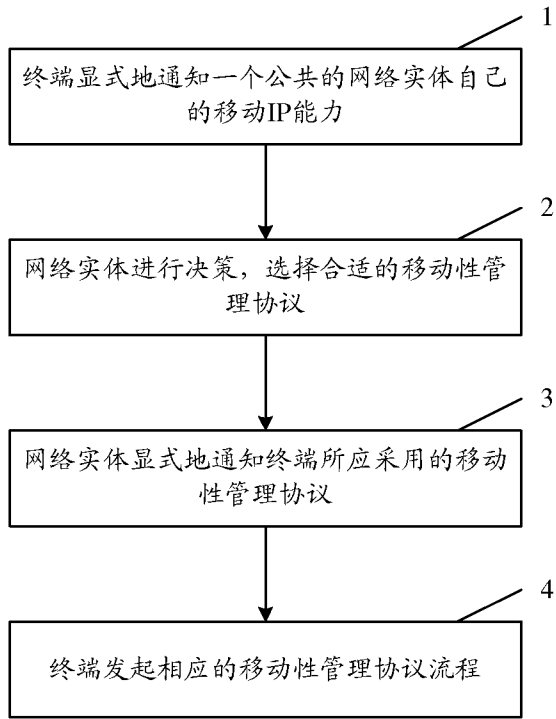 1
终端显式地通知一个公共的网络实体自己
的移动IP能力
2
网络实体进行决策，选择合适的移动性管
理协议
3
网络实体显式地通知终端所应采用的移动
性管理协议
4
终端发起相应的移动性管理协议流程